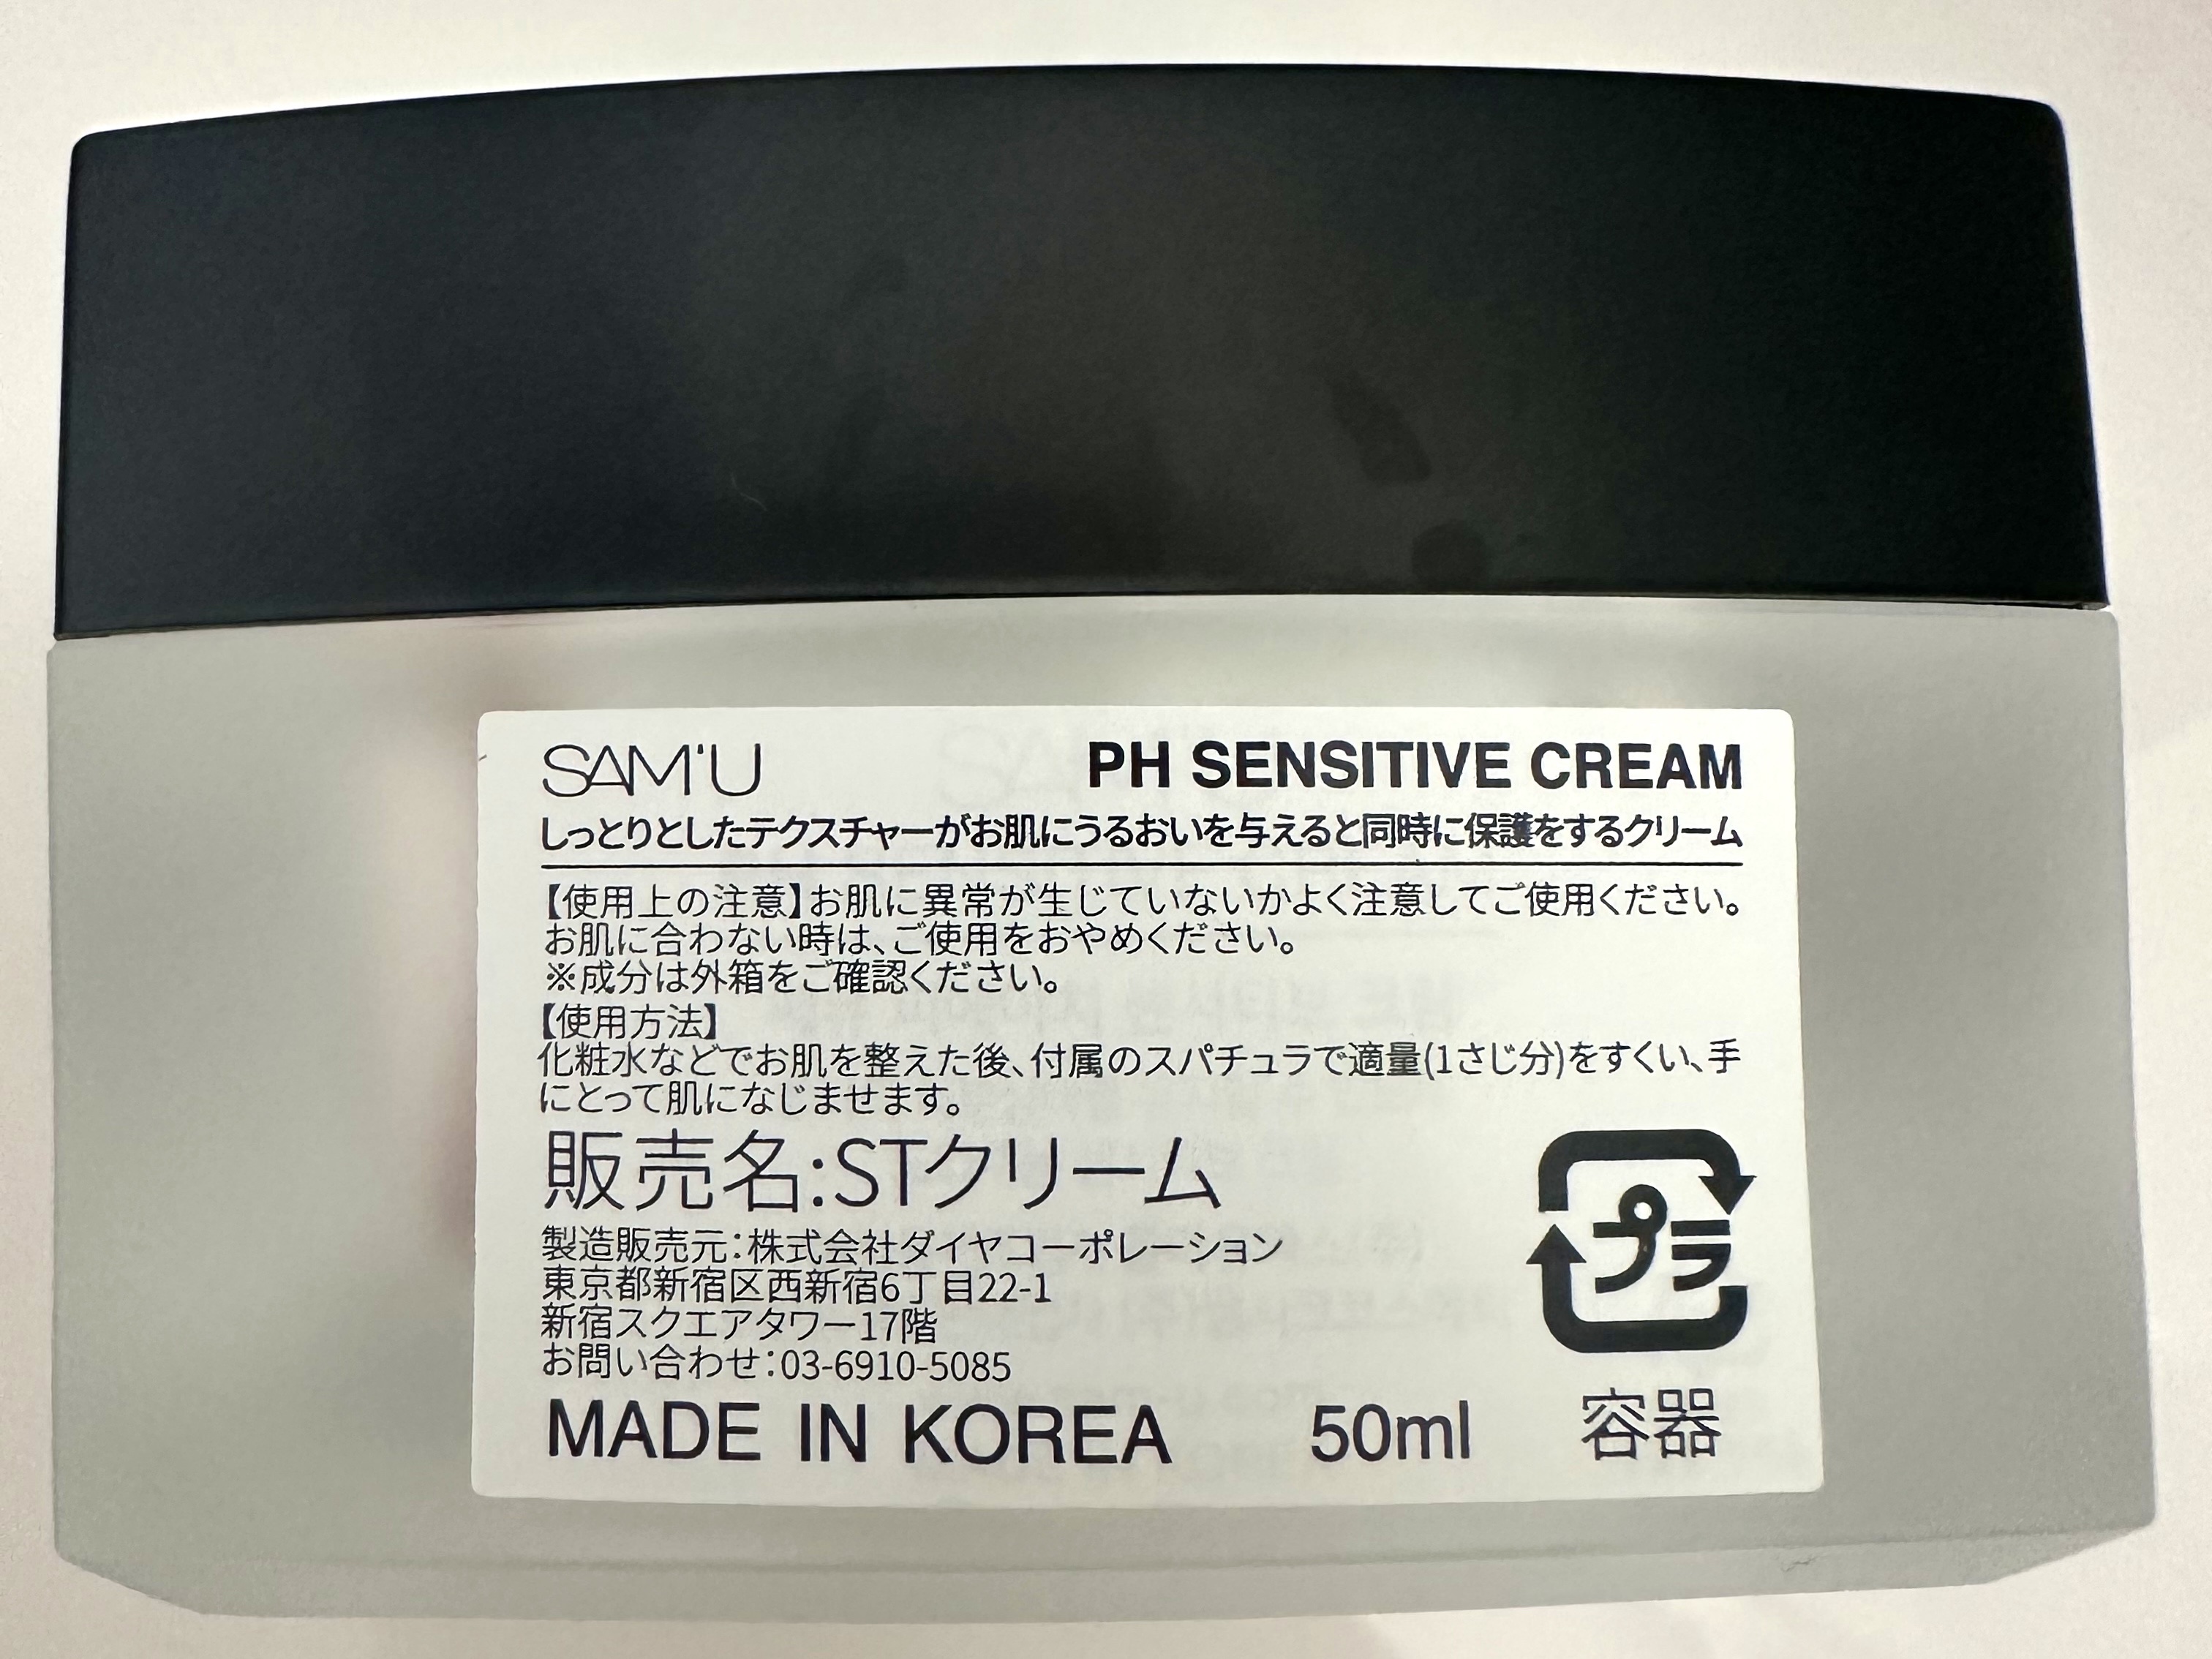 SAM'U
PH SENSITIVE CREAM
しっとりとしたテクスチャーがお肌にうるおいを与えると同時に保護をするクリーム
【使用上の注意】お肌に異常が生じていないかよく注意してご使用ください。
お肌に合わない時は、ご使用をおやめください。
※成分は外箱をご確認ください。
【使用方法】
化粧水などでお肌を整えた後、付属のスパチュラで適量(1さじ分)をすくい、手
にとって肌になじませます。
販売名:STクリーム
製造販売元:株式会社ダイヤコーポレーション
東京都新宿区西新宿6丁目22-1
新宿スクエアタワー17階
お問い合わせ:03-6910-5085
プラ
MADE IN KOREA 50ml 容器